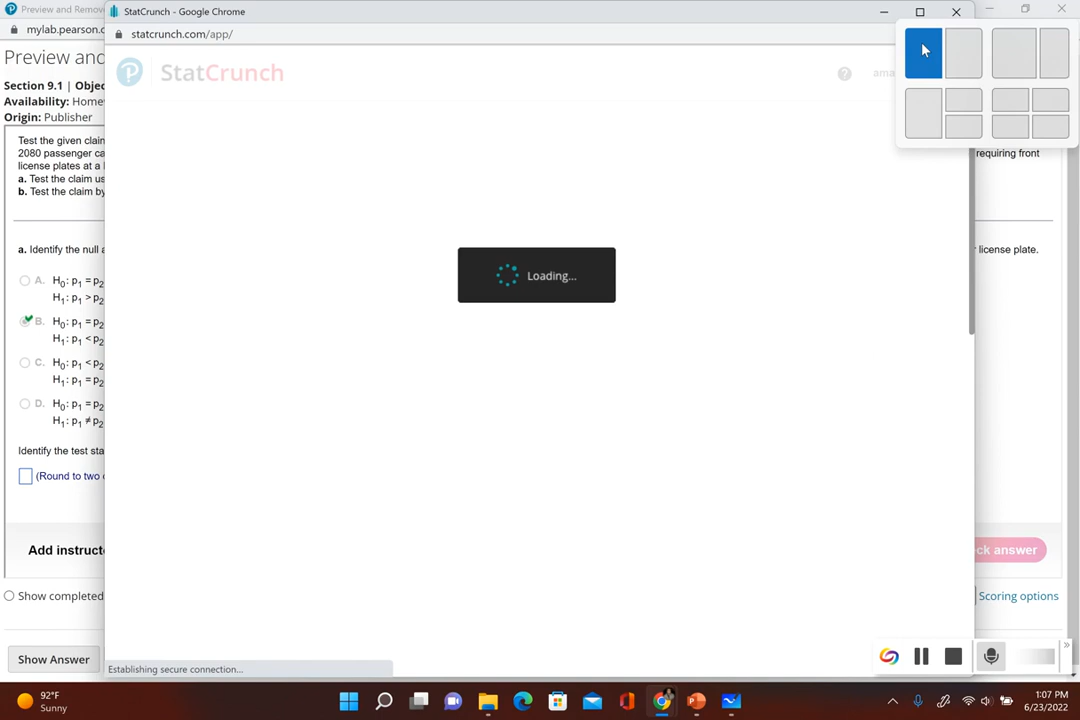 Preview and Remov
StatCrunch - Google Chrome
mylab.pearson.c
statcrunch.com/app/
Preview and
StatCrunch
ama
Section 9.1 | Objec
Availability: Home
Origin: Publisher
Test the given claim
2080 passenger ca
requiring front
license plates at a
a. Test the claim us
b. Test the claim by
a. Identify the null a
license plate.
A. H0: p1 = p2
H1: p1 > p2
B. H0: p1 = p2
H1: p1 < p2
C. H0: p1 < p2
H1: p1 = p2
D. H0: p1 = p2
H1: p1 ≠ p2
Loading...
Identify the test sta
(Round to two
Add instructo
ck answer
Show completed
Scoring options
Show Answer
Establishing secure connection...
92°F
Sunny
1:07 PM
6/23/2022